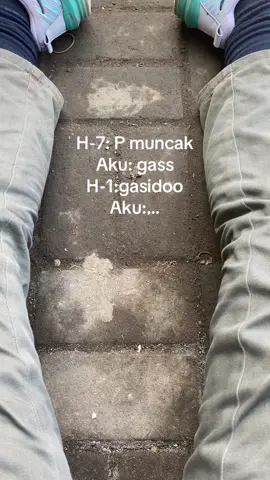 H-7: P muncak
Aku: gass
H-1:gasidoo
Aku:...